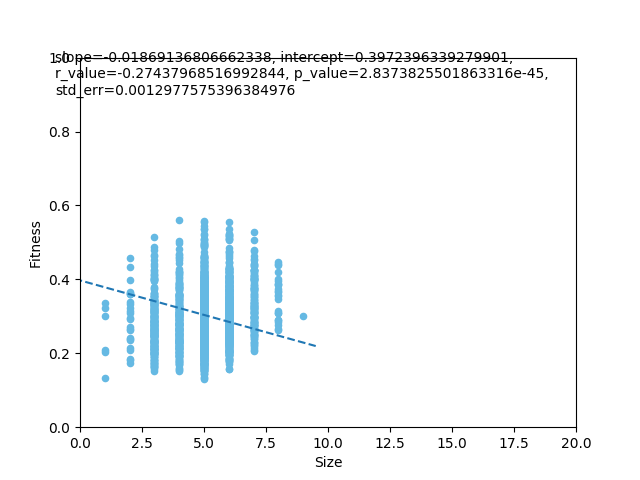 slope=-0.01869136806662338, intercept=0.3972396339279901,
r_value=-0.27437968516992844, p_value=2.8373825501863316e-45,
std_err=0.0012977575396384976
1.0
0.8
0.6
0.4
0.2
0.0
Fitness
0.0 2.5 5.0 7.5 10.0 12.5 15.0 17.5 20.0
Size